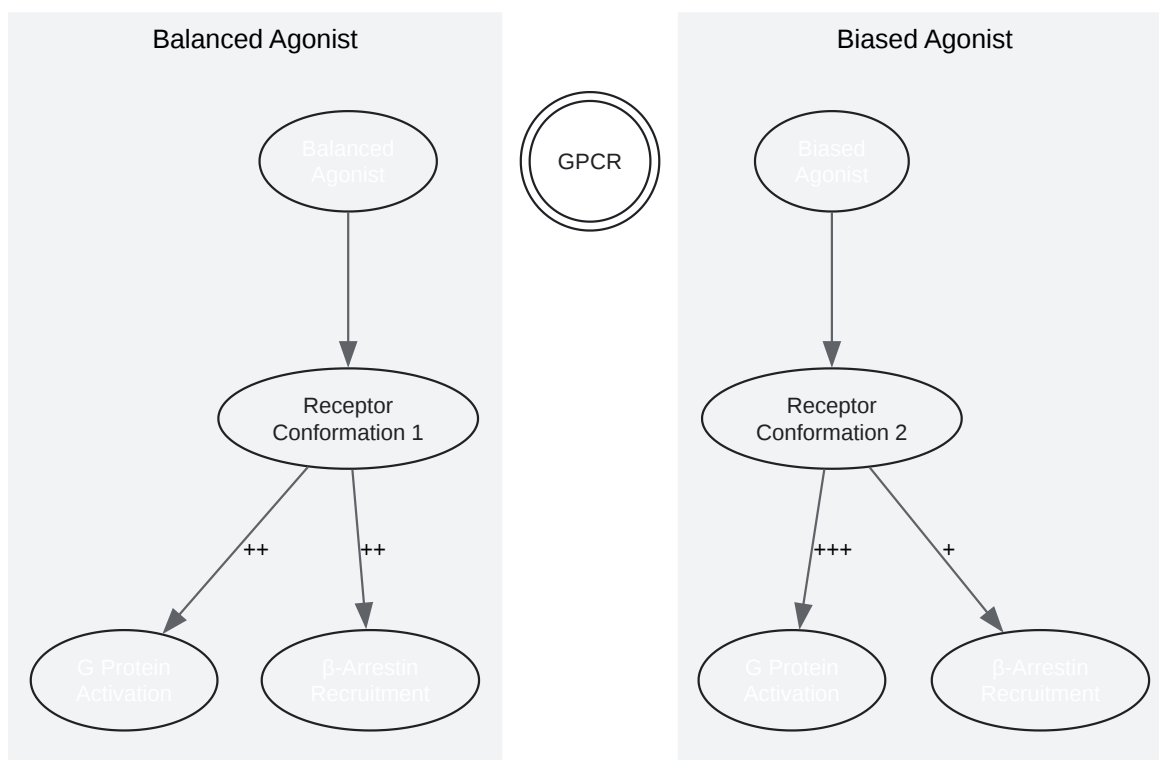 Balanced Agonist
Biased Agonist
Balanced
Agonist
GPCR
Biased
Agonist
Receptor
Conformation 1
Receptor
Conformation 2
++
++
+++
+
G Protein
Activation
β-Arrestin
Recruitment
G Protein
Activation
β-Arrestin
Recruitment